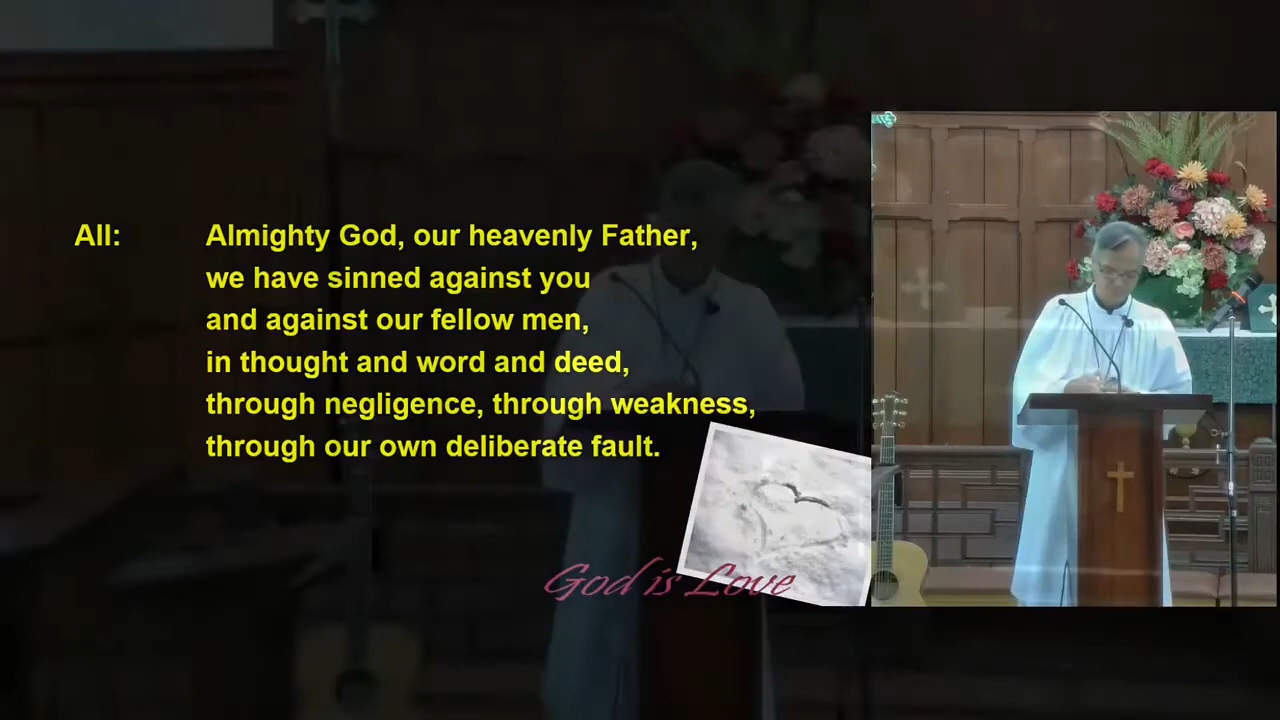 All: Almighty God, our heavenly Father,
we have sinned against you
and against our fellow men,
in thought and word and deed,
through negligence, through weakness,
through our own deliberate fault.
God is Love